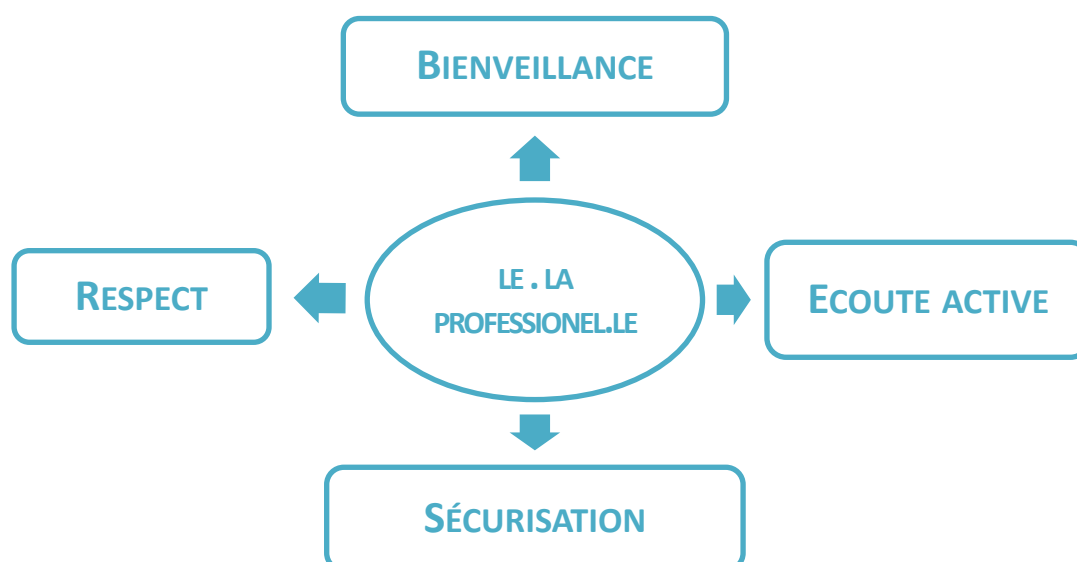 BIENVEILLANCE
RESPECT
LE . LA
PROFESSIONEL.LE
ECOUTE ACTIVE
SÉCURISATION